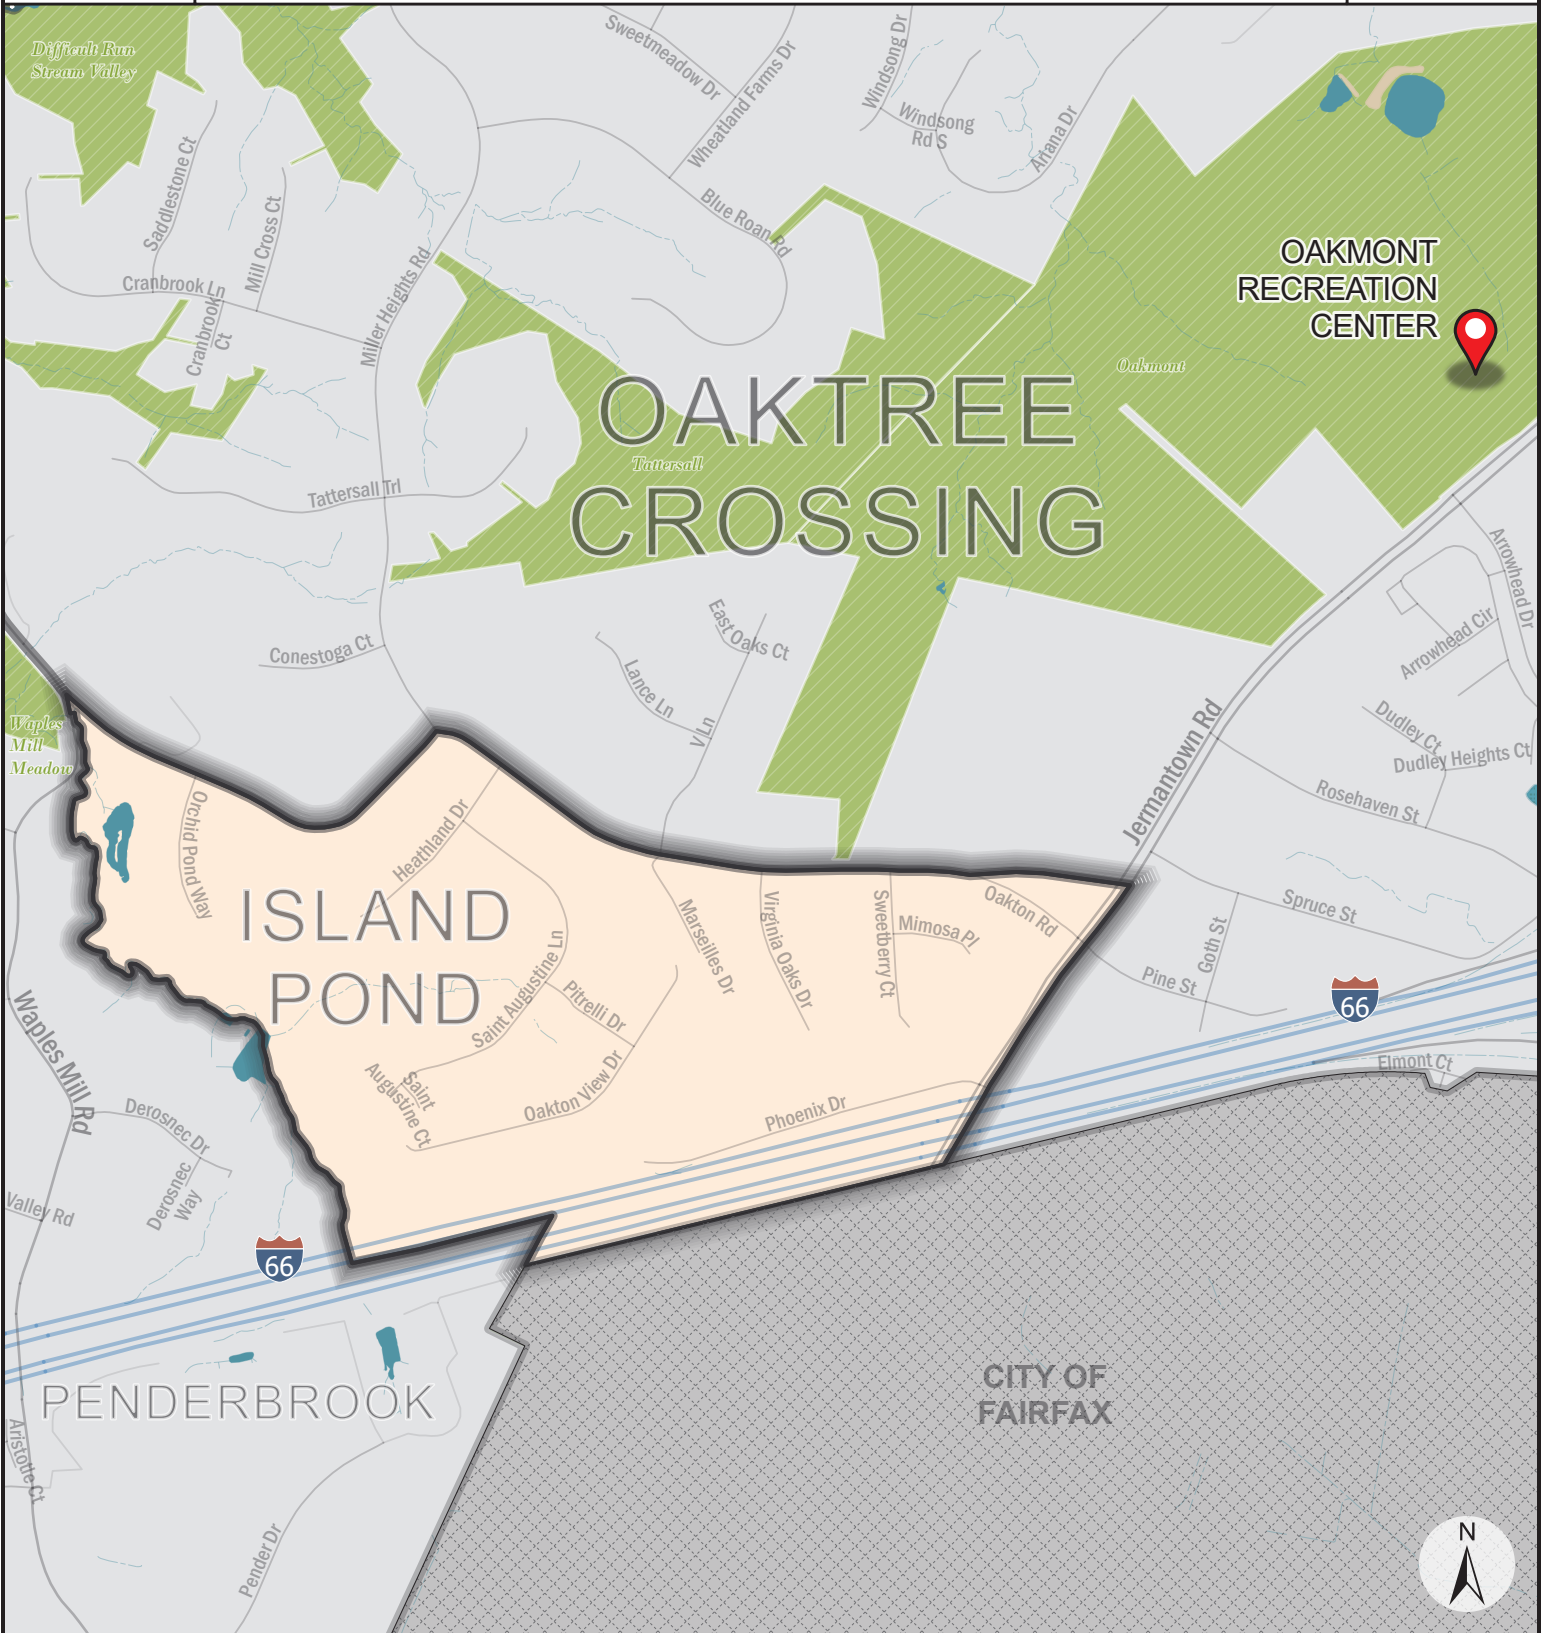 Difficult Run
Stream Valley
Sweetmeadow Dr
Wheatland Farms Dr
Windsong Dr
Windsong
Rd S
Ariana Dr
Saddlestone Ct
Mill Cross Ct
Blue Roan Rd
Cranbrook Ln
Cranbrook
Ct
Miller Heights Rd
OAKMONT
RECREATION
CENTER
Oakmont
OAKTREE
CROSSING
Tattersall
Tattersall Trl
Arrowhead Dr
Arrowhead Cir
Conestoga Ct
East Oaks Ct
Lance Ln
V Ln
Jermantown Rd
Dudley Ct
Dudley Heights Ct
Rosehaven St
Waples
Mill
Meadow
Orchid Pond Way
Heathland Dr
ISLAND
POND
Marseilles Dr
Virginia Oaks Dr
Sweetberry Ct
Mimosa Pl
Oakton Rd
Spruce St
Goth St
Pine St
66
Elmont Ct
Saint Augustine Ln
Pitrelli Dr
Saint
Augustine Ct
Oakton View Dr
Phoenix Dr
Waples Mill Rd
Derosnec Dr
Derosnec
Way
Valley Rd
66
PENDERBROOK
Aristotle Ct
Pender Dr
CITY OF
FAIRFAX
N